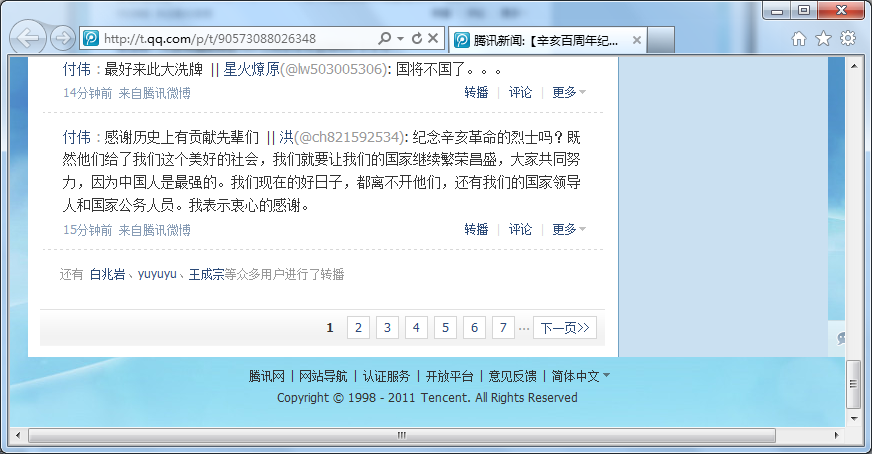 http://t.qq.com/p/t/90573088026348
腾讯新闻:【辛亥百周年纪...
付伟：最好来此大洗牌 || 星火燎原(@lw503005306): 国将不国了。。。
14分钟前 来自腾讯微博 转播 | 评论 | 更多
付伟：感谢历史上有贡献先辈们 || 洪(@ch821592534): 纪念辛亥革命的烈士吗？既
然他们给了我们这个美好的社会，我们就要让我们的国家继续繁荣昌盛，大家共同努
力，因为中国人是最强的。我们现在的好日子，都离不开他们，还有我们的国家领导
人和国家公务人员。我表示衷心的感谢。
15分钟前 来自腾讯微博 转播 | 评论 | 更多
还有 白兆岩、yuyuyu、王成宗等众多用户进行了转播
1 2 3 4 5 6 7 ... 下一页>>
腾讯网 | 网站导航 | 认证服务 | 开放平台 | 意见反馈 | 简体中文
Copyright © 1998 - 2011 Tencent. All Rights Reserved